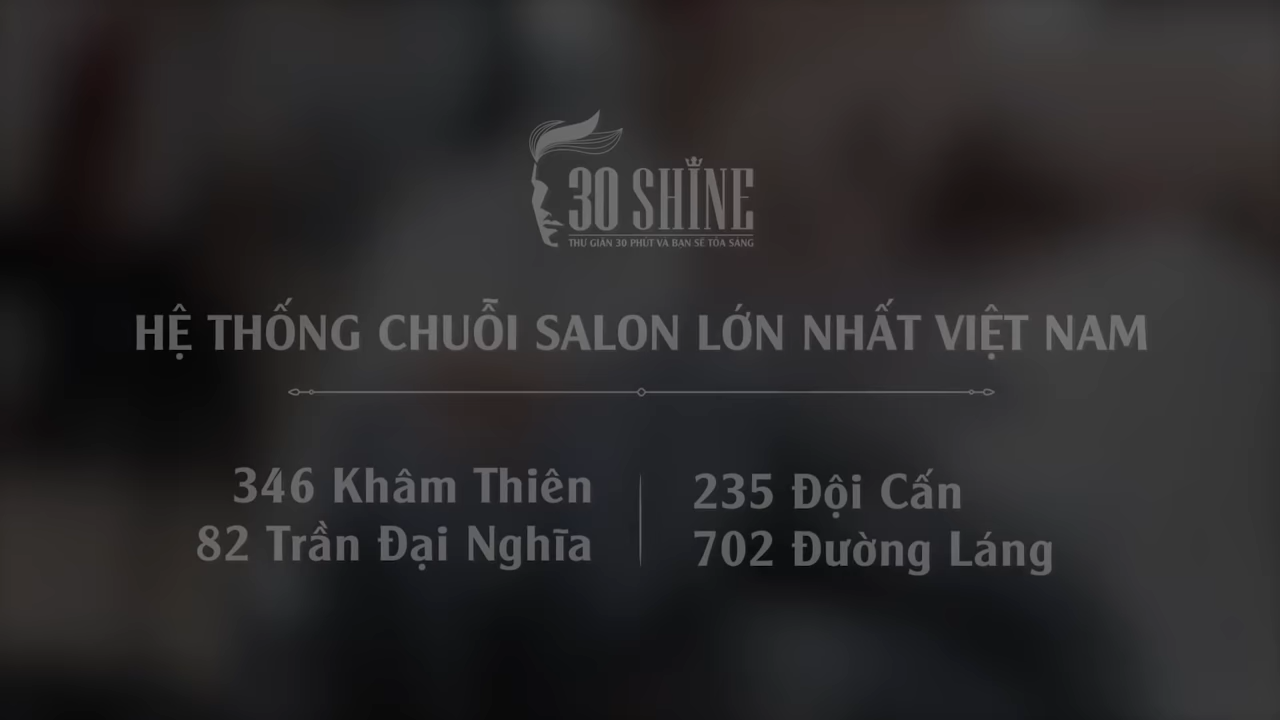 30 SHINE
THƯ GIÃN 30 PHÚT VÀ BẠN SẼ TỎA SÁNG
HỆ THỐNG CHUỖI SALON LỚN NHẤT VIỆT NAM
346 Khâm Thiên
82 Trần Đại Nghĩa
235 Đội Cấn
702 Đường Láng